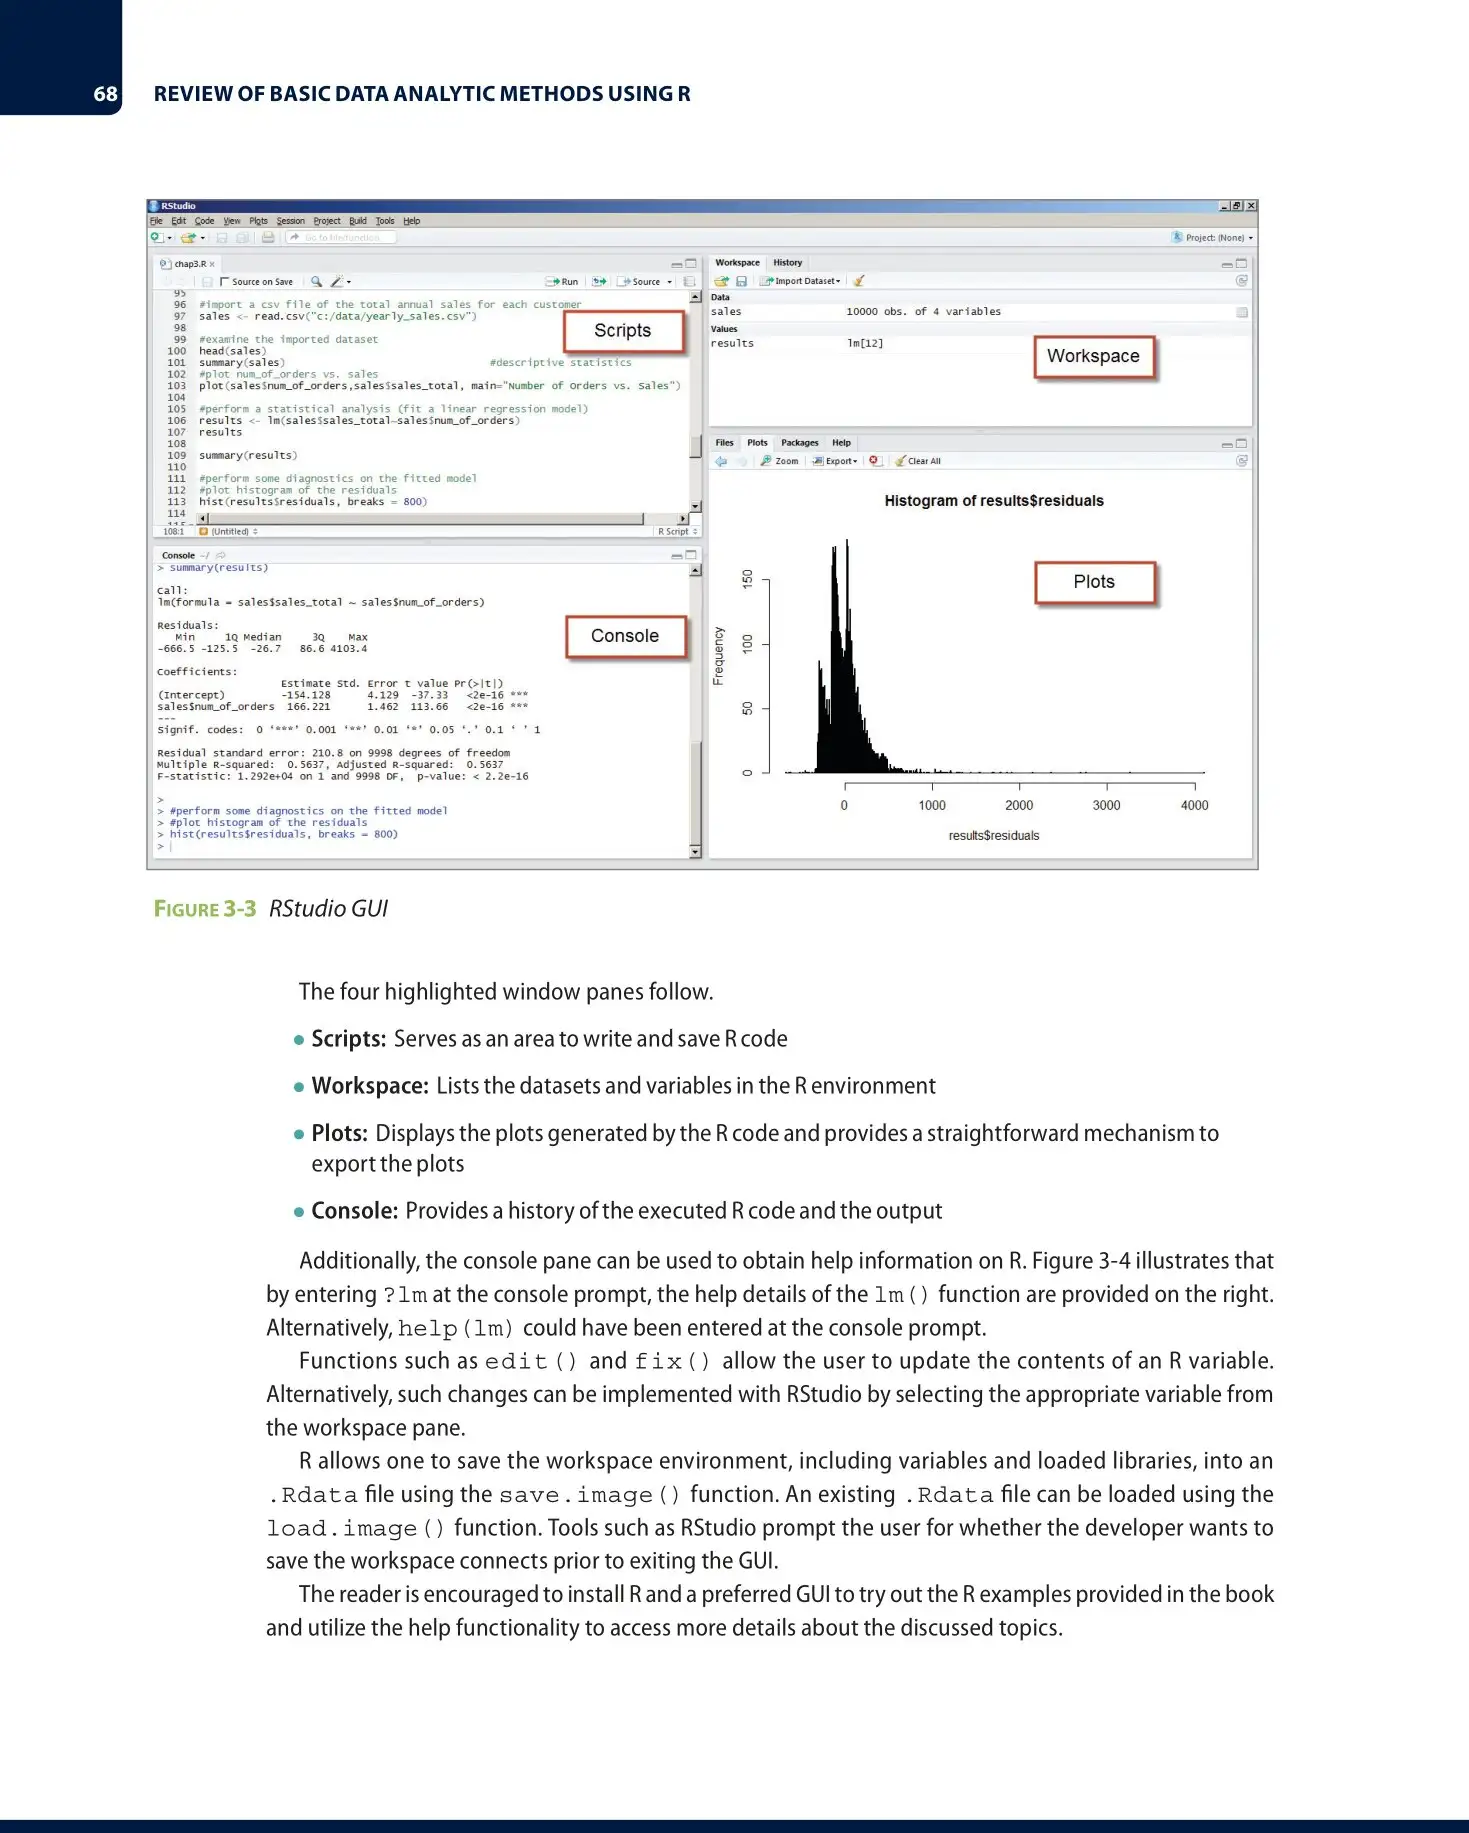 68 REVIEW OF BASIC DATA ANALYTIC METHODS USING R
RStudio
File Edit Code View Plots Session Project Build Tools Help
Go to file/function
Project: (None)
chap3.R
Source on Save
Run
Source
95
96 #import a csv file of the total annual sales for each customer
97 sales <- read.csv("c:/data/yearly_sales.csv")
98
99 #examine the imported dataset
100 head(sales)
101 summary(sales) #descriptive statistics
102 #plot num_of_orders vs. sales
103 plot(sales$num_of_orders,sales$sales_total, main="Number of Orders vs. Sales")
104
105 #perform a statistical analysis (fit a linear regression model)
106 results <- lm(sales$sales_total~sales$num_of_orders)
107 results
108
109 summary(results)
110
111 #perform some diagnostics on the fitted model
112 #plot histogram of the residuals
113 hist(results$residuals, breaks = 800)
114
115
108:1 (Untitled) R Script
Scripts
Console ~/
> summary(results)
Call:
lm(formula = sales$sales_total ~ sales$num_of_orders)
Residuals:
Min 1Q Median 3Q Max
-666.5 -125.5 -26.7 86.6 4103.4
Coefficients:
Estimate Std. Error t value Pr(>|t|)
(Intercept) -154.128 4.129 -37.33 <2e-16 ***
sales$num_of_orders 166.221 1.462 113.66 <2e-16 ***
---
Signif. codes: 0 '***' 0.001 '**' 0.01 '*' 0.05 '.' 0.1 ' ' 1
Residual standard error: 210.8 on 9998 degrees of freedom
Multiple R-squared: 0.5637, Adjusted R-squared: 0.5637
F-statistic: 1.292e+04 on 1 and 9998 DF, p-value: < 2.2e-16
>
> #perform some diagnostics on the fitted model
> #plot histogram of the residuals
> hist(results$residuals, breaks = 800)
>
Console
Workspace History
Import Dataset
Data
sales 10000 obs. of 4 variables
Values
results lm[12]
Workspace
Files Plots Packages Help
Zoom Export Clear All
Histogram of results$residuals
Plots
Frequency
150
100
50
0
0 1000 2000 3000 4000
results$residuals
FIGURE 3-3 RStudio GUI
The four highlighted window panes follow.
● Scripts: Serves as an area to write and save R code
● Workspace: Lists the datasets and variables in the R environment
● Plots: Displays the plots generated by the R code and provides a straightforward mechanism to
export the plots
● Console: Provides a history of the executed R code and the output
Additionally, the console pane can be used to obtain help information on R. Figure 3-4 illustrates that
by entering ?lm at the console prompt, the help details of the lm() function are provided on the right.
Alternatively, help(lm) could have been entered at the console prompt.
Functions such as edit() and fix() allow the user to update the contents of an R variable.
Alternatively, such changes can be implemented with RStudio by selecting the appropriate variable from
the workspace pane.
R allows one to save the workspace environment, including variables and loaded libraries, into an
.Rdata file using the save.image() function. An existing .Rdata file can be loaded using the
load.image() function. Tools such as RStudio prompt the user for whether the developer wants to
save the workspace connects prior to exiting the GUI.
The reader is encouraged to install R and a preferred GUI to try out the R examples provided in the book
and utilize the help functionality to access more details about the discussed topics.